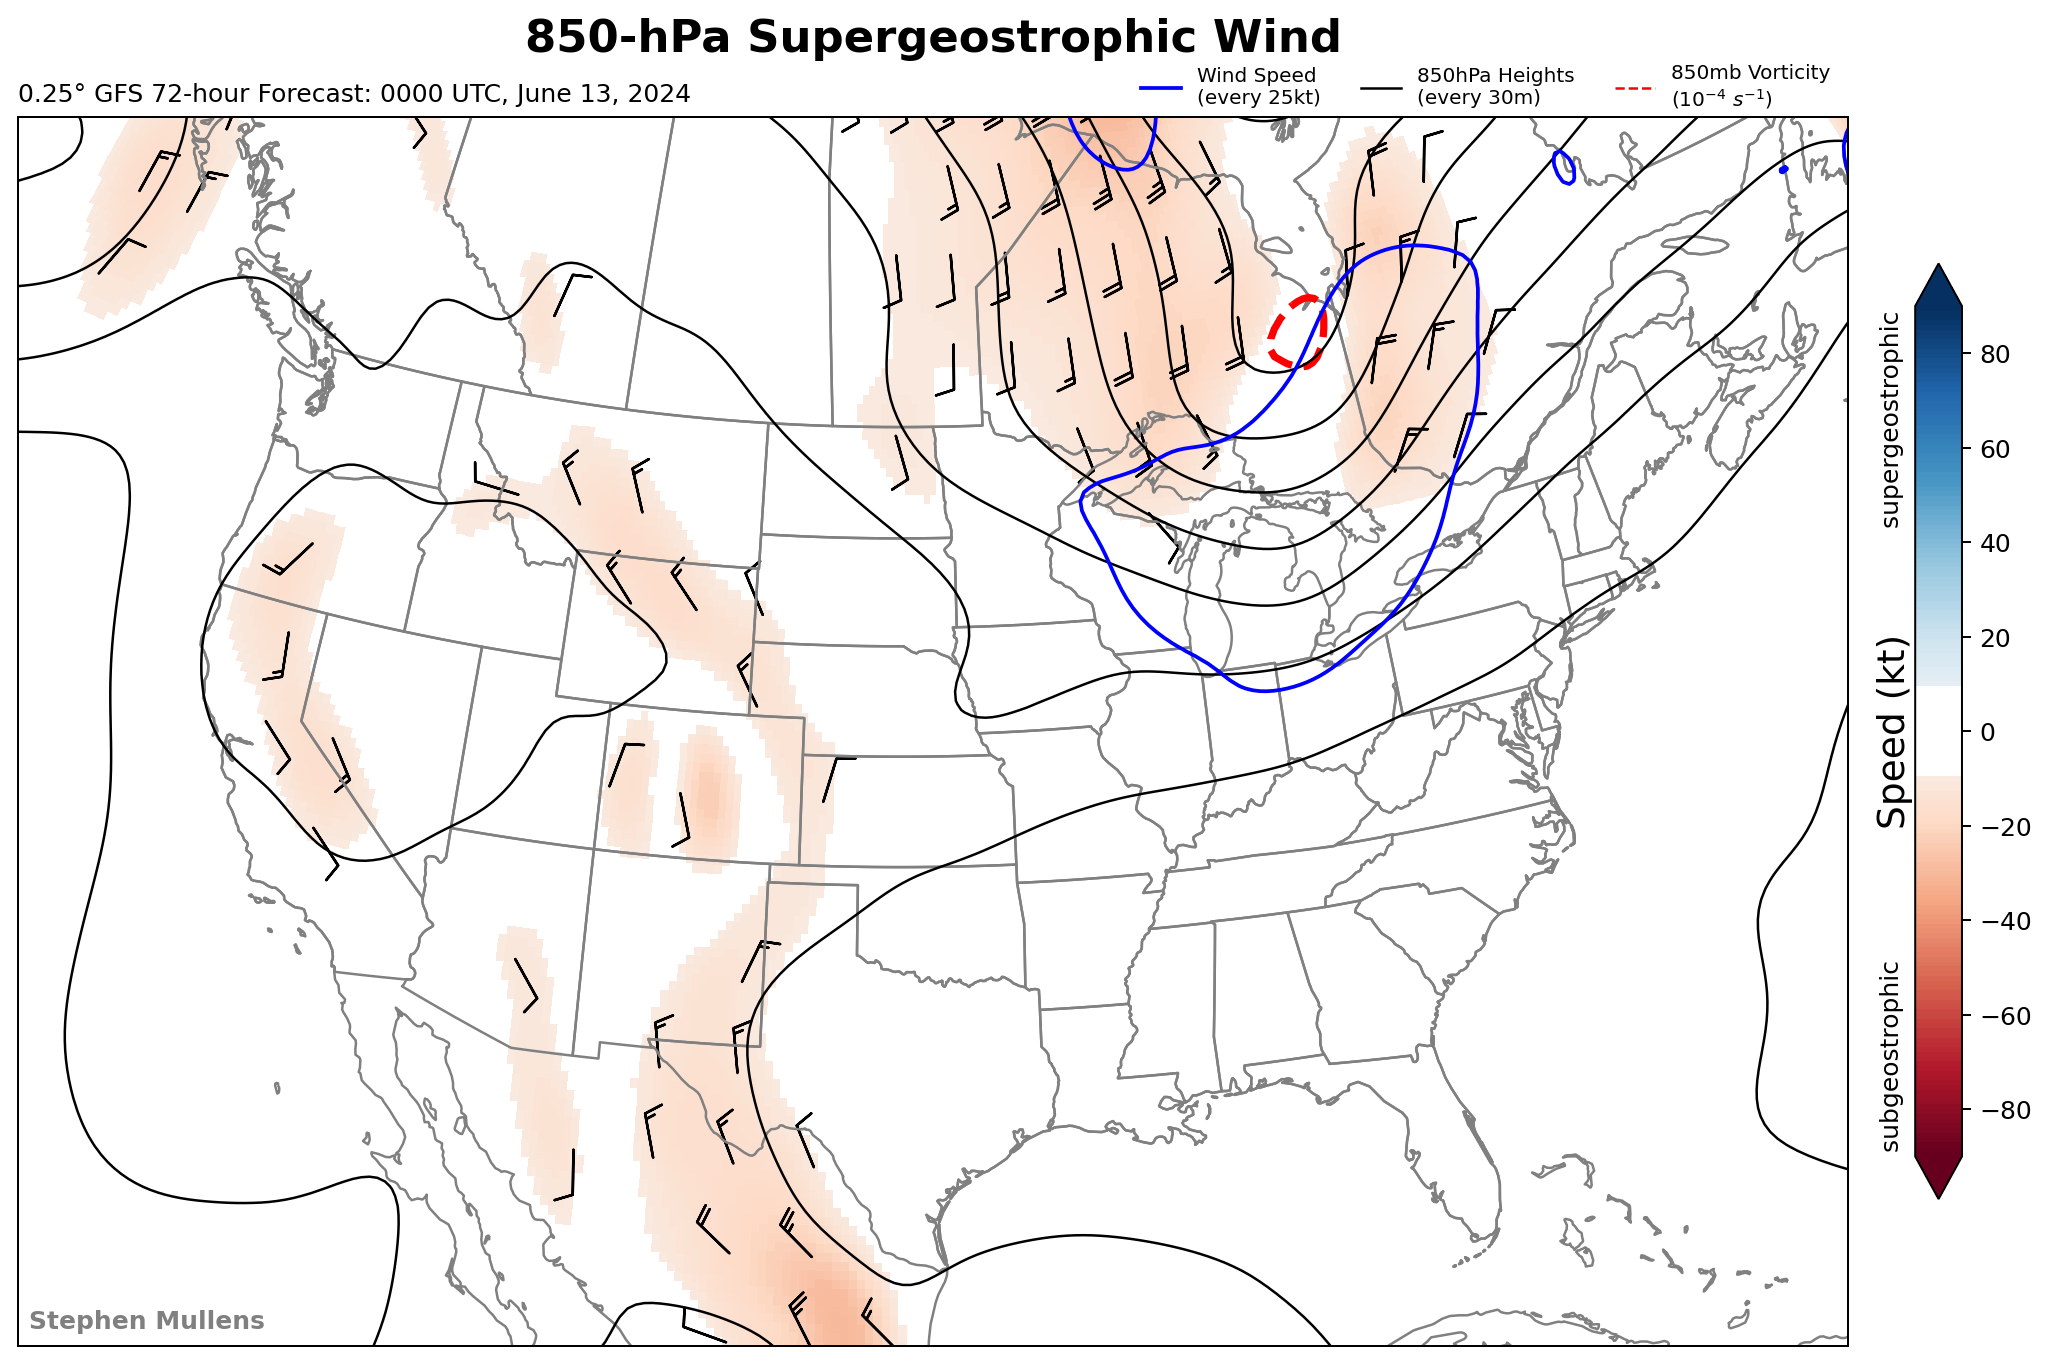 850-hPa Supergeostrophic Wind
0.25° GFS 72-hour Forecast: 0000 UTC, June 13, 2024
Wind Speed
(every 25kt)
850hPa Heights
(every 30m)
850mb Vorticity
(10⁻⁴ s⁻¹)
supergeostrophic
Speed (kt)
subgeostrophic
80
60
40
20
0
−20
−40
−60
−80
Stephen Mullens